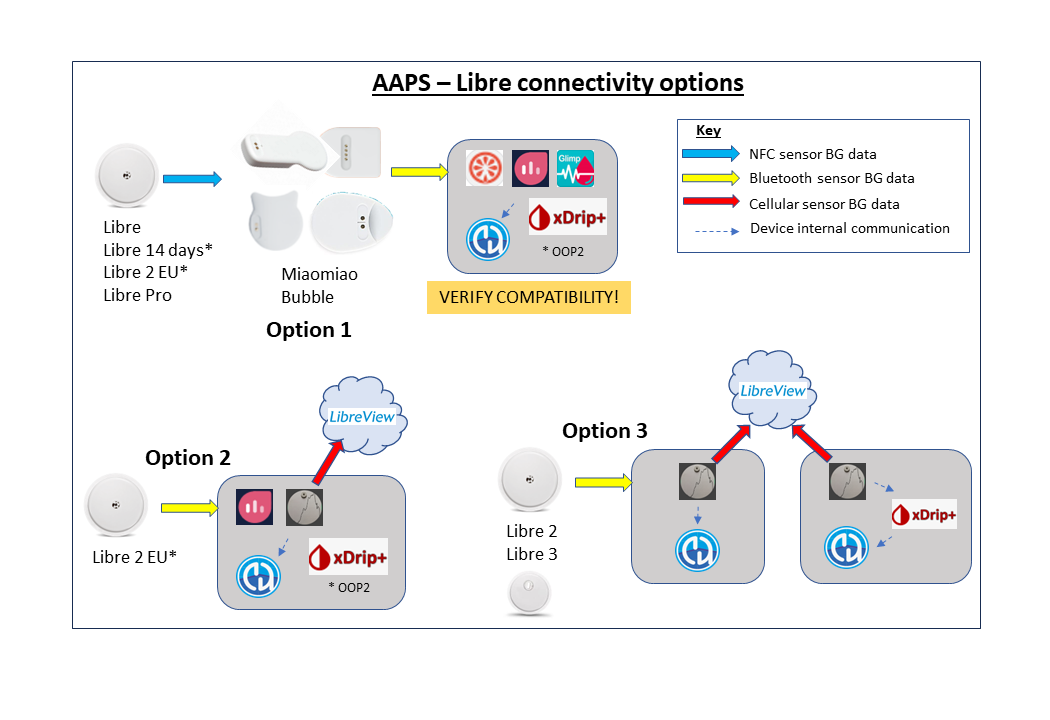 AAPS – Libre connectivity options
Key
NFC sensor BG data
Bluetooth sensor BG data
Cellular sensor BG data
Device internal communication
Libre
Libre 14 days*
Libre 2 EU*
Libre Pro
Miaomiao
Bubble
Option 1
Glimp
xDrip+
* OOP2
VERIFY COMPATIBILITY!
Option 2
LibreView
Libre 2 EU*
xDrip+
* OOP2
Option 3
LibreView
Libre 2
Libre 3
xDrip+